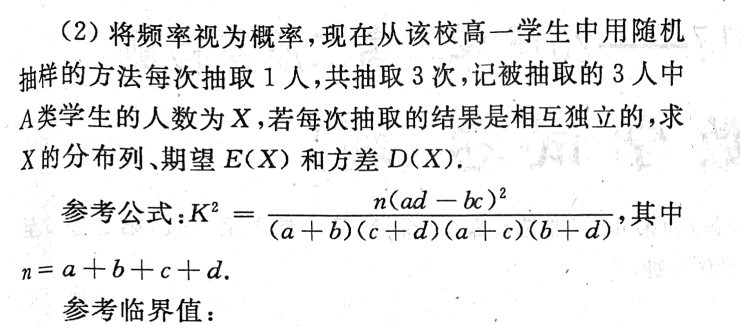 (2) 将频率视为概率,现在从该校高一学生中用随机
抽样的方法每次抽取 1 人,共抽取 3 次,记被抽取的 3 人中
A类学生的人数为 X,若每次抽取的结果是相互独立的,求
X的分布列、期望 E(X) 和方差 D(X).
参考公式:K² = n(ad − bc)² / (a+b)(c+d)(a+c)(b+d),其中
n = a + b + c + d.
参考临界值: